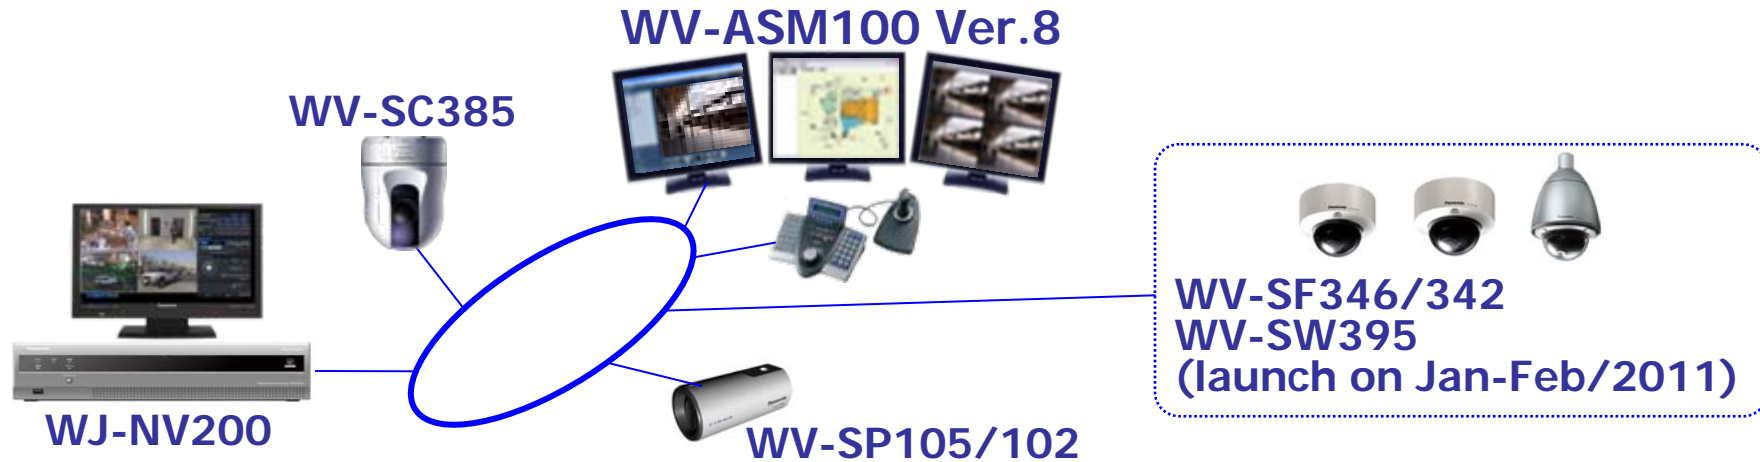 WV-ASM100 Ver.8
WV-SC385
WV-SF346/342
WV-SW395
(launch on Jan-Feb/2011)
WJ-NV200
WV-SP105/102